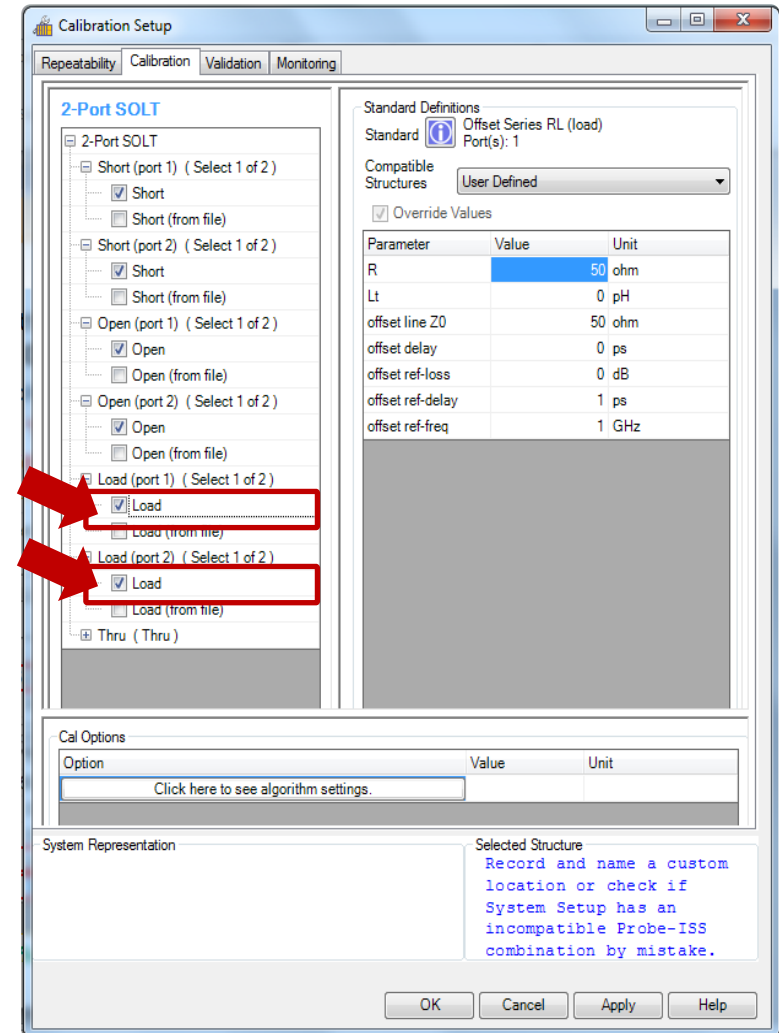 Calibration Setup
Repeatability Calibration Validation Monitoring
2-Port SOLT
2-Port SOLT
Short (port 1) ( Select 1 of 2 )
Short
Short (from file)
Short (port 2) ( Select 1 of 2 )
Short
Short (from file)
Open (port 1) ( Select 1 of 2 )
Open
Open (from file)
Open (port 2) ( Select 1 of 2 )
Open
Open (from file)
Load (port 1) ( Select 1 of 2 )
Load
Load (from file)
Load (port 2) ( Select 1 of 2 )
Load
Load (from file)
Thru ( Thru )
Standard Definitions
Standard Offset Series RL (load)
Port(s): 1
Compatible
Structures User Defined
Override Values
Parameter Value Unit
R 50 ohm
Lt 0 pH
offset line Z0 50 ohm
offset delay 0 ps
offset ref-loss 0 dB
offset ref-delay 1 ps
offset ref-freq 1 GHz
Cal Options
Option Value Unit
Click here to see algorithm settings.
System Representation
Selected Structure
Record and name a custom
location or check if
System Setup has an
incompatible Probe-ISS
combination by mistake.
OK Cancel Apply Help